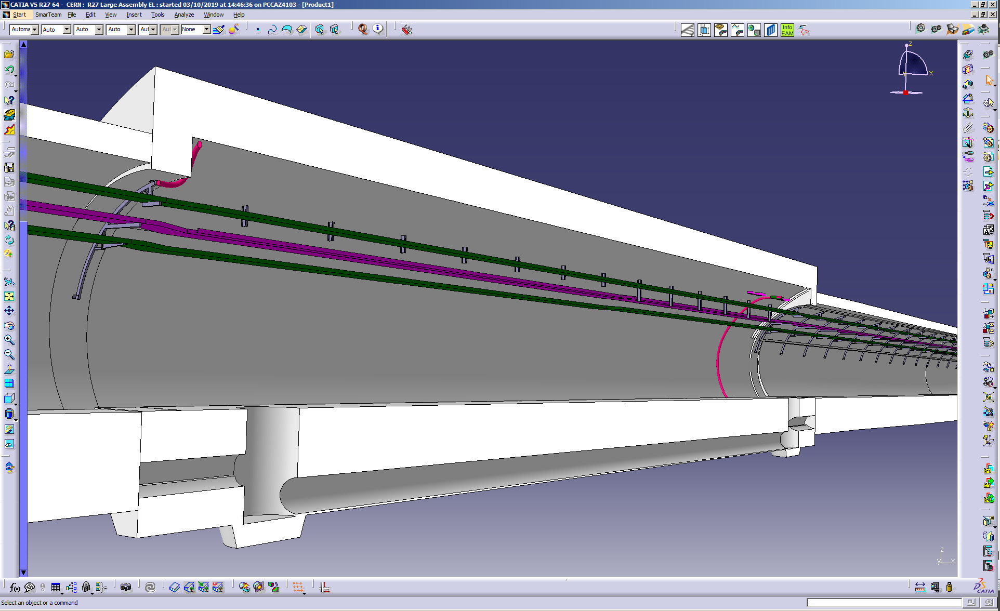 CATIA V5 R27 64 - CERN : R27 Large Assembly EL : started 03/10/2019 at 14:46:36 on PCCAZ4103 - [Product1]
Start SmarTeam File Edit View Insert Tools Analyze Window Help
Automa Auto Auto Auto Aut Aut None
Info
EAM
z
x
y
z
y x
f(x)
CATIA
Select an object or a command